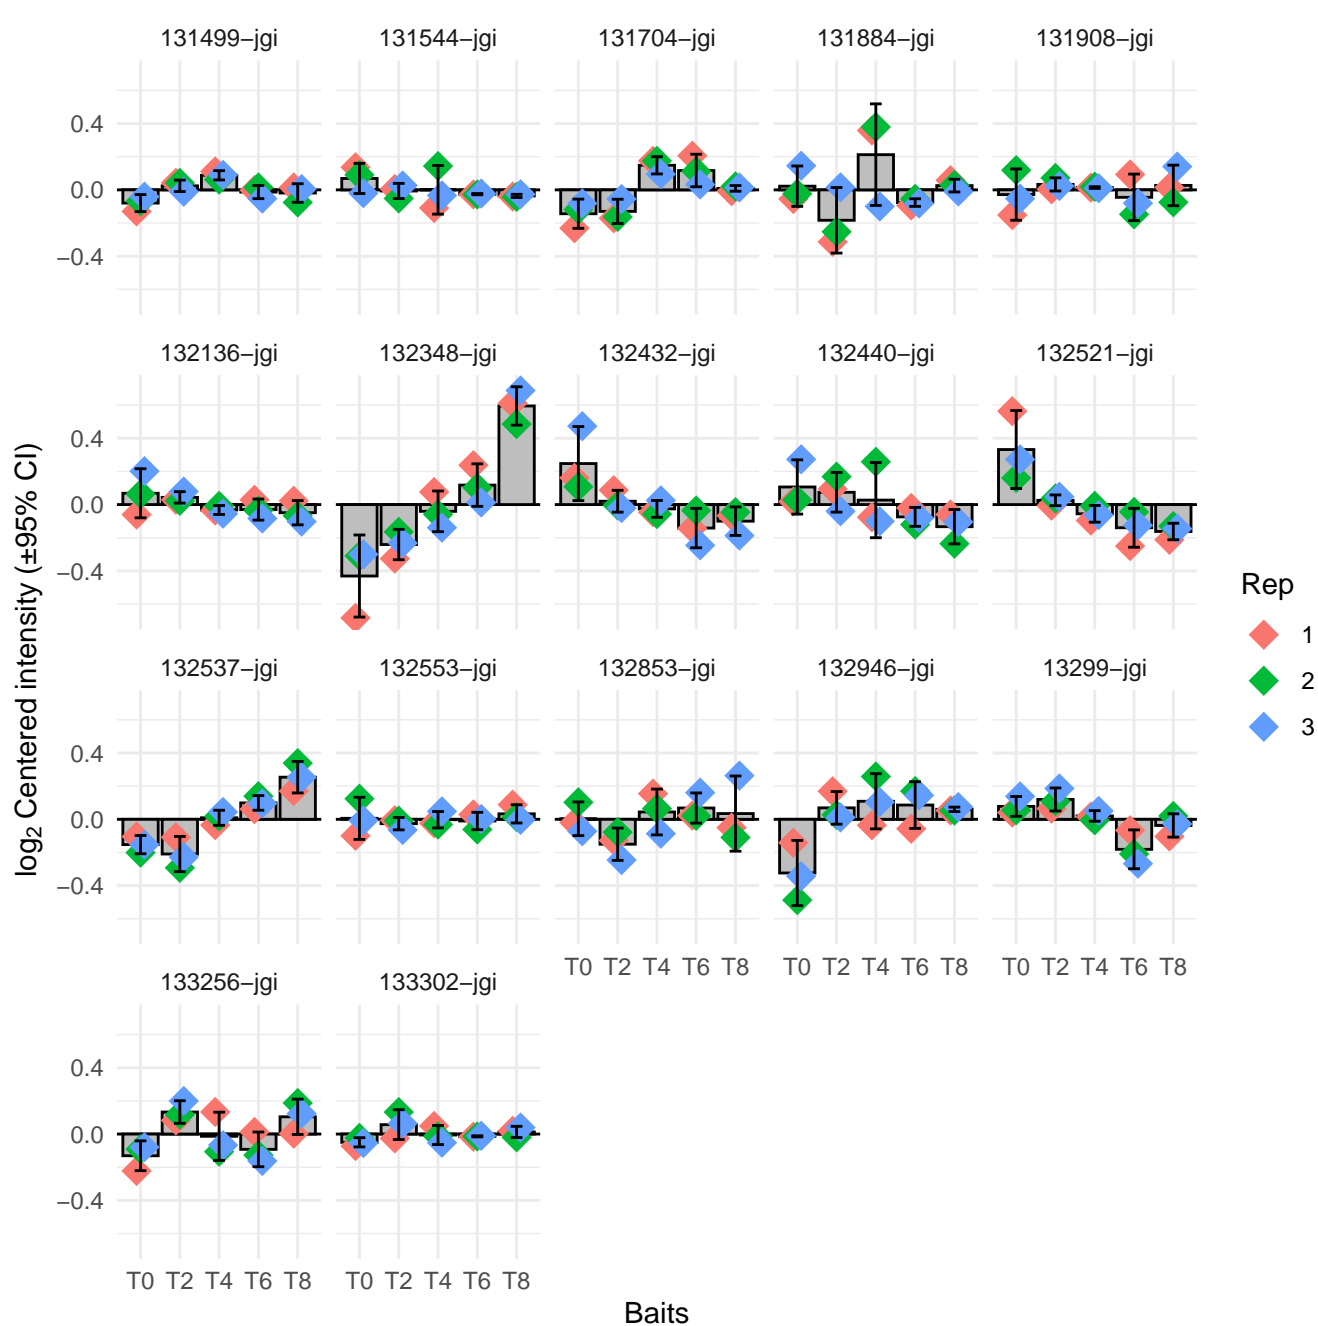 131499−jgi 131544−jgi 131704−jgi 131884−jgi 131908−jgi
0.4
0.0
−0.4
132136−jgi 132348−jgi 132432−jgi 132440−jgi 132521−jgi
0.4
0.0
−0.4
132537−jgi 132553−jgi 132853−jgi 132946−jgi 13299−jgi
0.4
0.0
−0.4
T0 T2 T4 T6 T8 T0 T2 T4 T6 T8 T0 T2 T4 T6 T8
133256−jgi 133302−jgi
0.4
0.0
−0.4
T0 T2 T4 T6 T8 T0 T2 T4 T6 T8
Baits
log₂ Centered intensity (±95% CI)
Rep
1
2
3